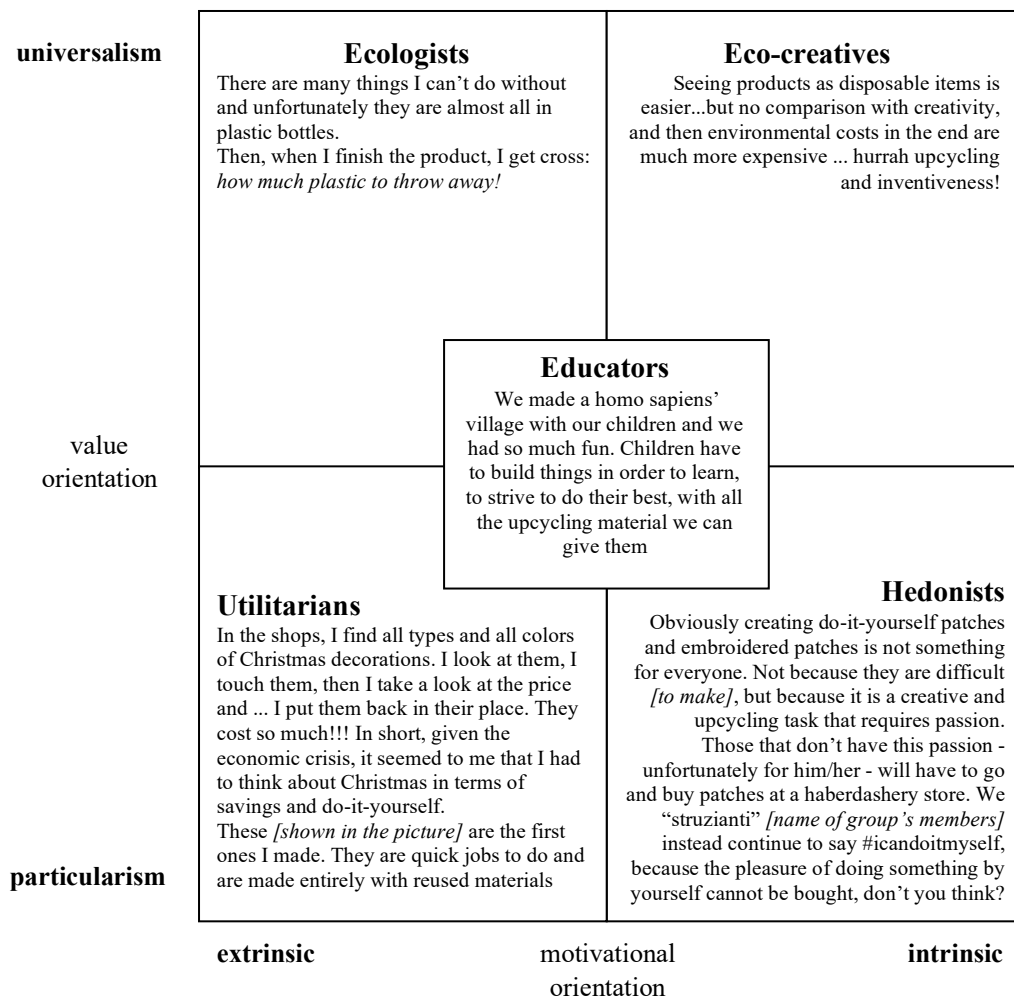 universalism
Ecologists
There are many things I can’t do without
and unfortunately they are almost all in
plastic bottles.
Then, when I finish the product, I get cross:
how much plastic to throw away!
Eco-creatives
Seeing products as disposable items is
easier...but no comparison with creativity,
and then environmental costs in the end are
much more expensive ... hurrah upcycling
and inventiveness!
value
orientation
Educators
We made a homo sapiens’
village with our children and we
had so much fun. Children have
to build things in order to learn,
to strive to do their best, with all
the upcycling material we can
give them
Utilitarians
In the shops, I find all types and all colors
of Christmas decorations. I look at them, I
touch them, then I take a look at the price
and ... I put them back in their place. They
cost so much!!! In short, given the
economic crisis, it seemed to me that I had
to think about Christmas in terms of
savings and do-it-yourself.
These [shown in the picture] are the first
ones I made. They are quick jobs to do and
are made entirely with reused materials
Hedonists
Obviously creating do-it-yourself patches
and embroidered patches is not something
for everyone. Not because they are difficult
[to make], but because it is a creative and
upcycling task that requires passion.
Those that don’t have this passion -
unfortunately for him/her - will have to go
and buy patches at a haberdashery store. We
“struzianti” [name of group’s members]
instead continue to say #icandoitmyself,
because the pleasure of doing something by
yourself cannot be bought, don’t you think?
particularism
extrinsic
motivational
orientation
intrinsic